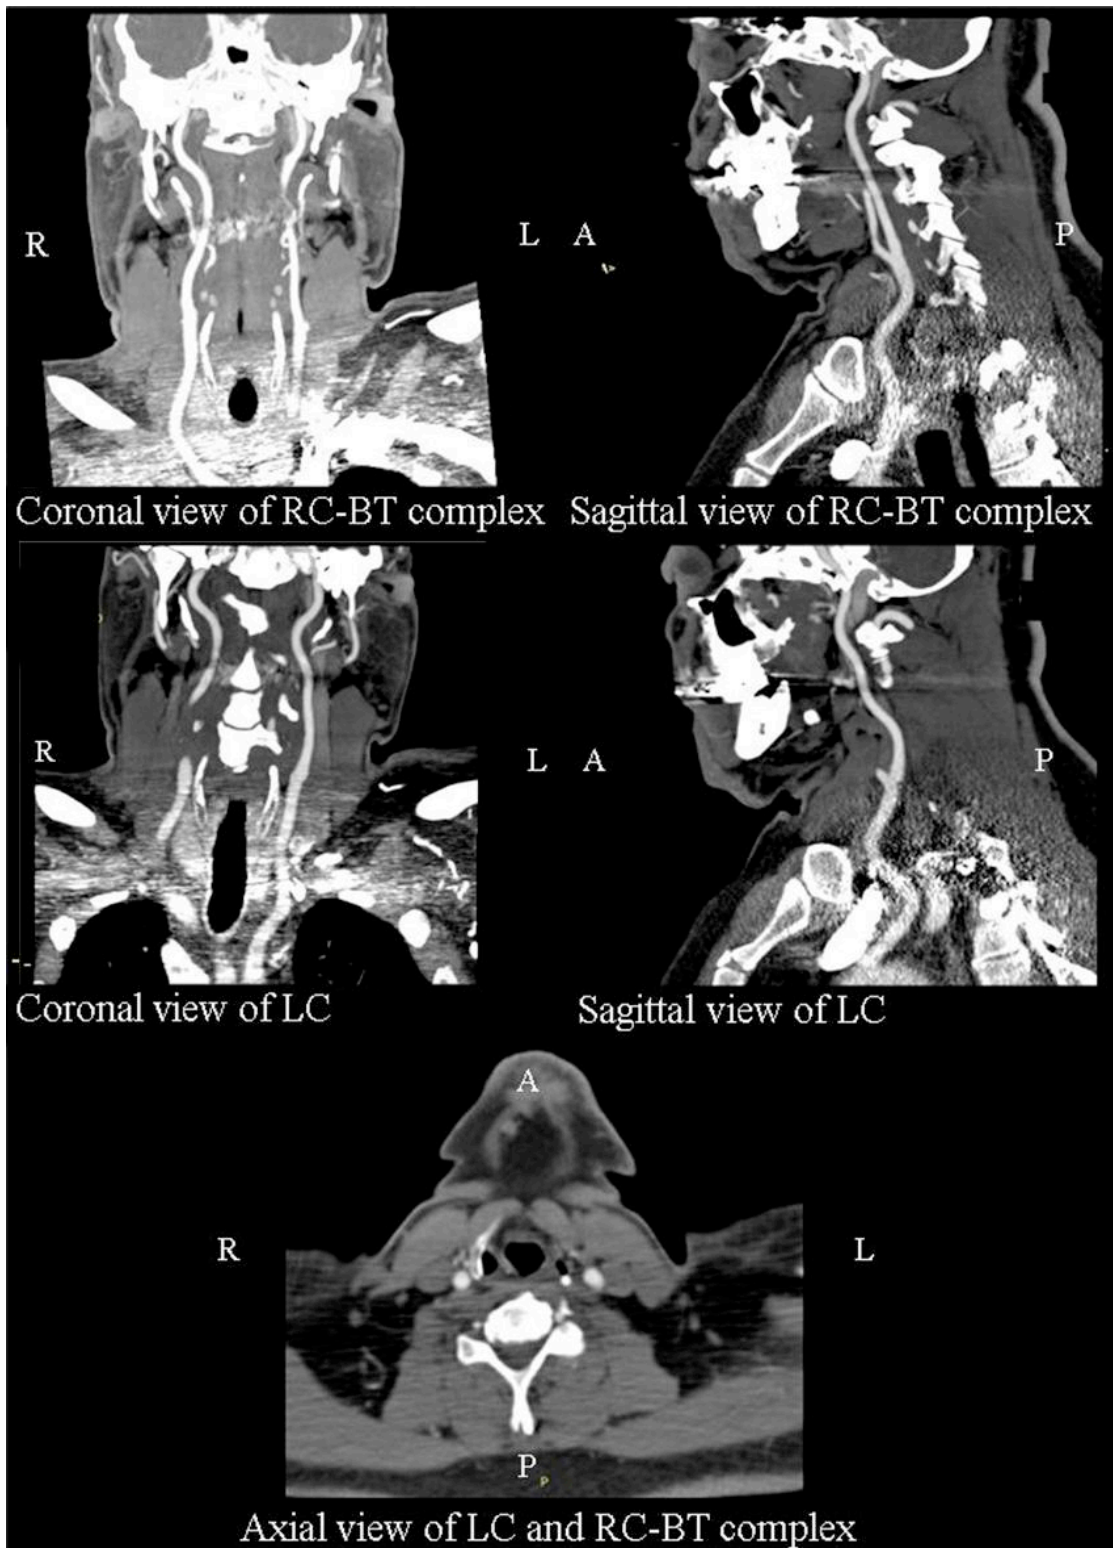 R
L A
P
Coronal view of RC-BT complex Sagittal view of RC-BT complex
R
L A
P
Coronal view of LC Sagittal view of LC
A
R
L
P
Axial view of LC and RC-BT complex